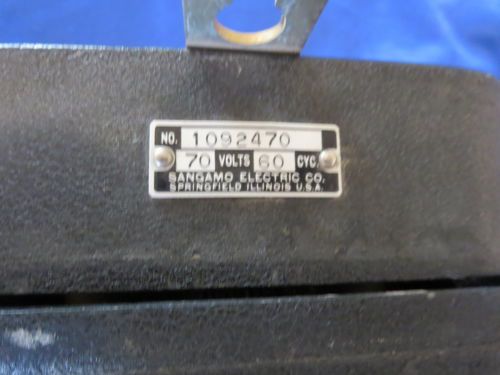 NO. 1092470
70 VOLTS 60 CYC.
SANGAMO ELECTRIC CO.
SPRINGFIELD ILLINOIS U.S.A.